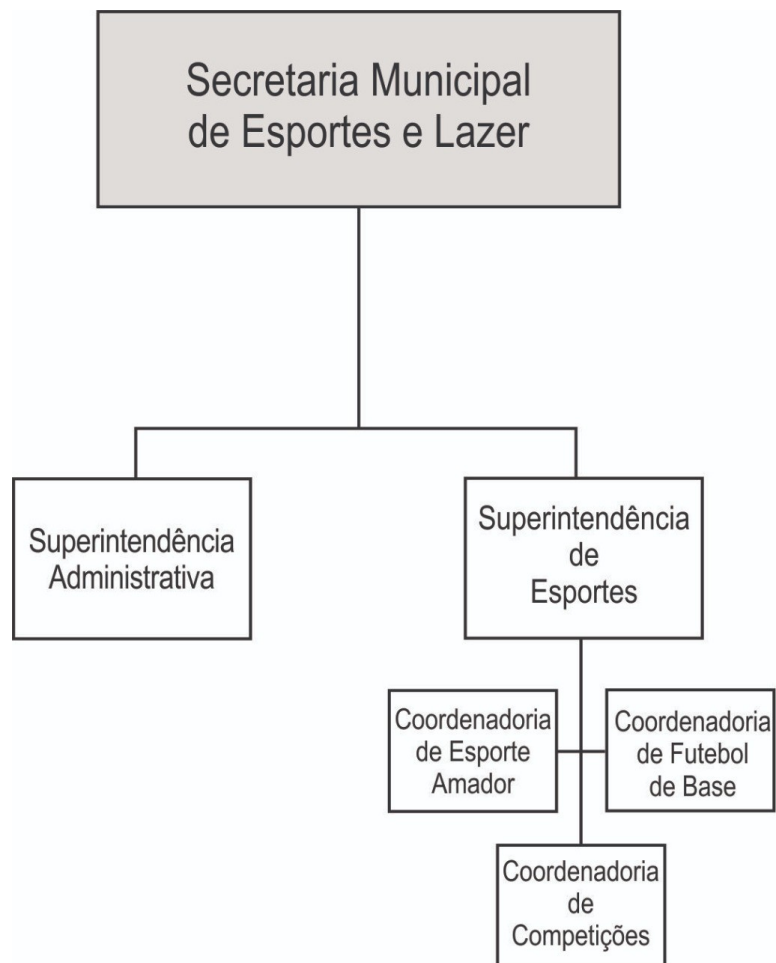 Secretaria Municipal
de Esportes e Lazer
Superintendência
Administrativa
Superintendência
de
Esportes
Coordenadoria
de Esporte
Amador
Coordenadoria
de Futebol
de Base
Coordenadoria
de
Competições